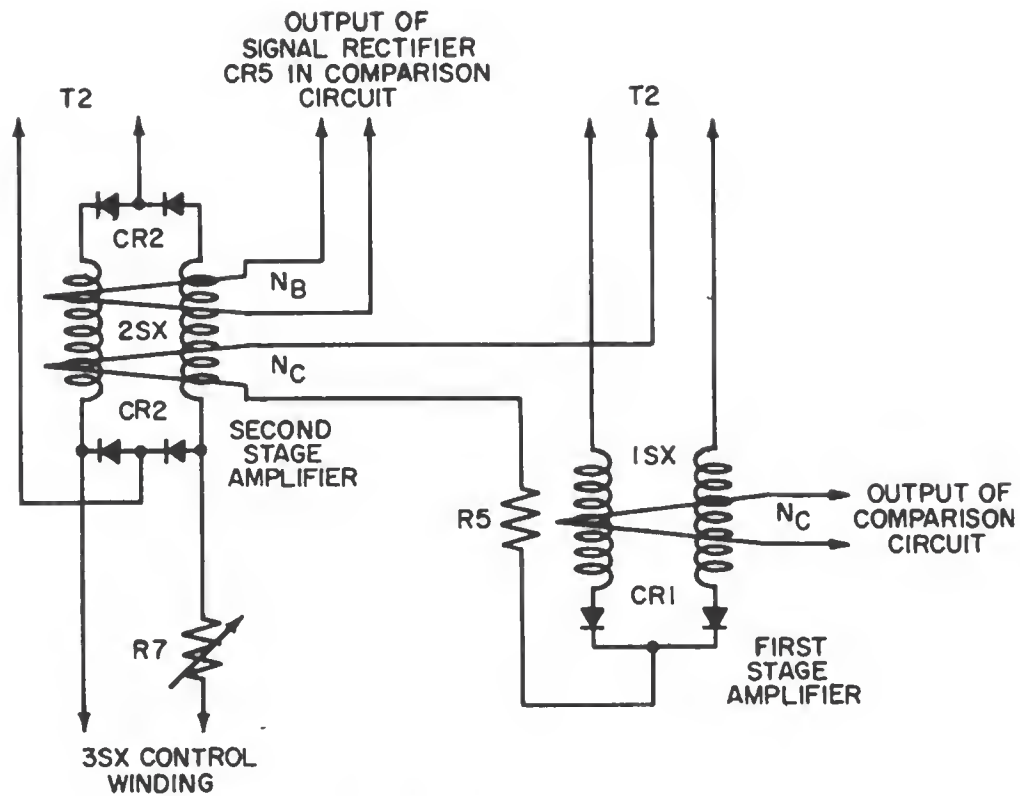 OUTPUT OF
SIGNAL RECTIFIER
CR5 IN COMPARISON
CIRCUIT
T2
T2
CR2
NB
2SX
NC
CR2
SECOND
STAGE
AMPLIFIER
1SX
R5
NC
OUTPUT OF
COMPARISON
CIRCUIT
CR1
R7
FIRST
STAGE
AMPLIFIER
3SX CONTROL
WINDING